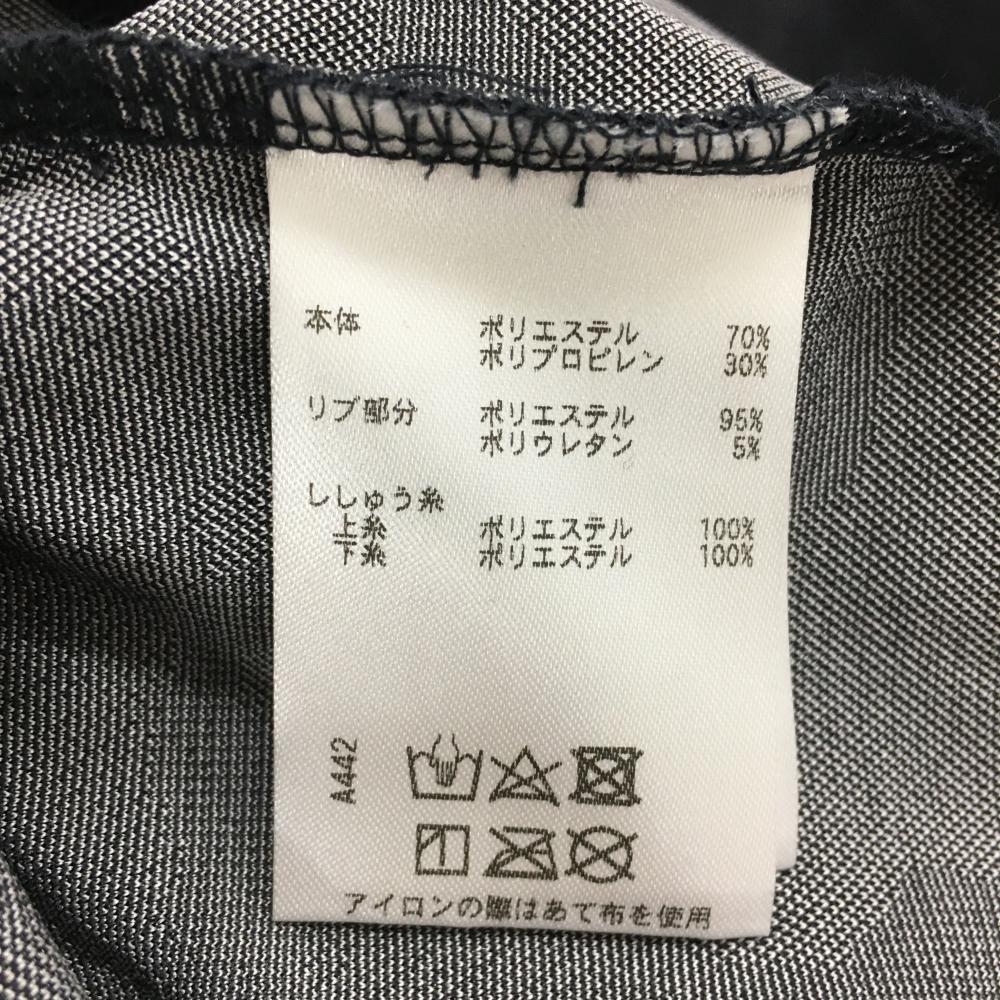 本体 ポリエステル 70%
ポリプロピレン 30%
リブ部分 ポリエステル 95%
ポリウレタン 5%
ししゅう糸
上糸 ポリエステル 100%
下糸 ポリエステル 100%
A442
アイロンの際はあて布を使用